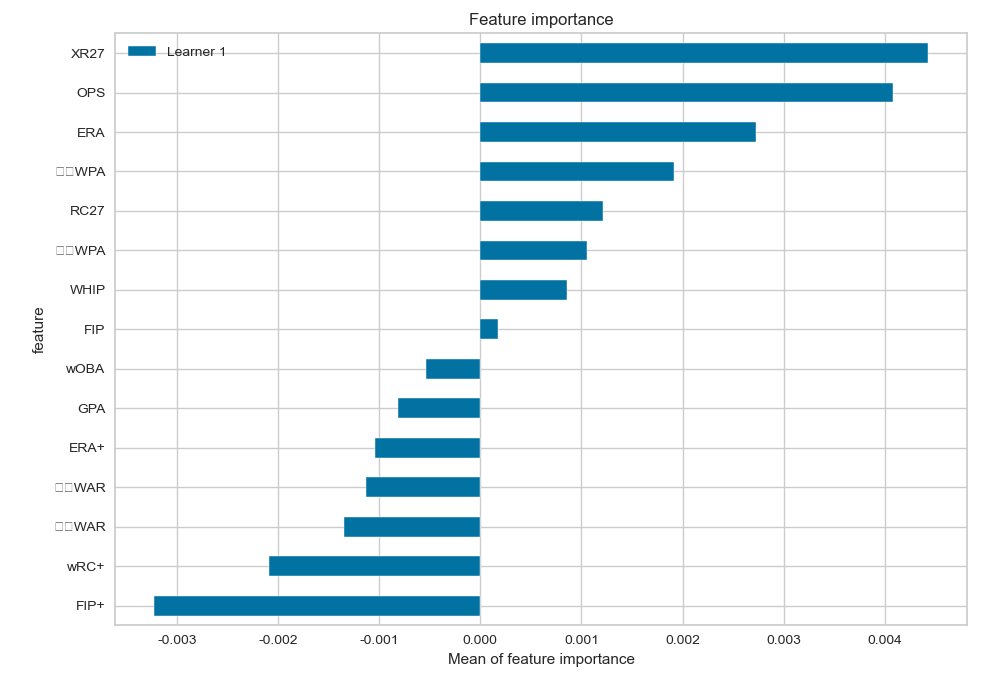 Feature importance
Learner 1
XR27
OPS
ERA
□□WPA
RC27
□□WPA
WHIP
FIP
wOBA
GPA
ERA+
□□WAR
□□WAR
wRC+
FIP+
feature
-0.003 -0.002 -0.001 0.000 0.001 0.002 0.003 0.004
Mean of feature importance